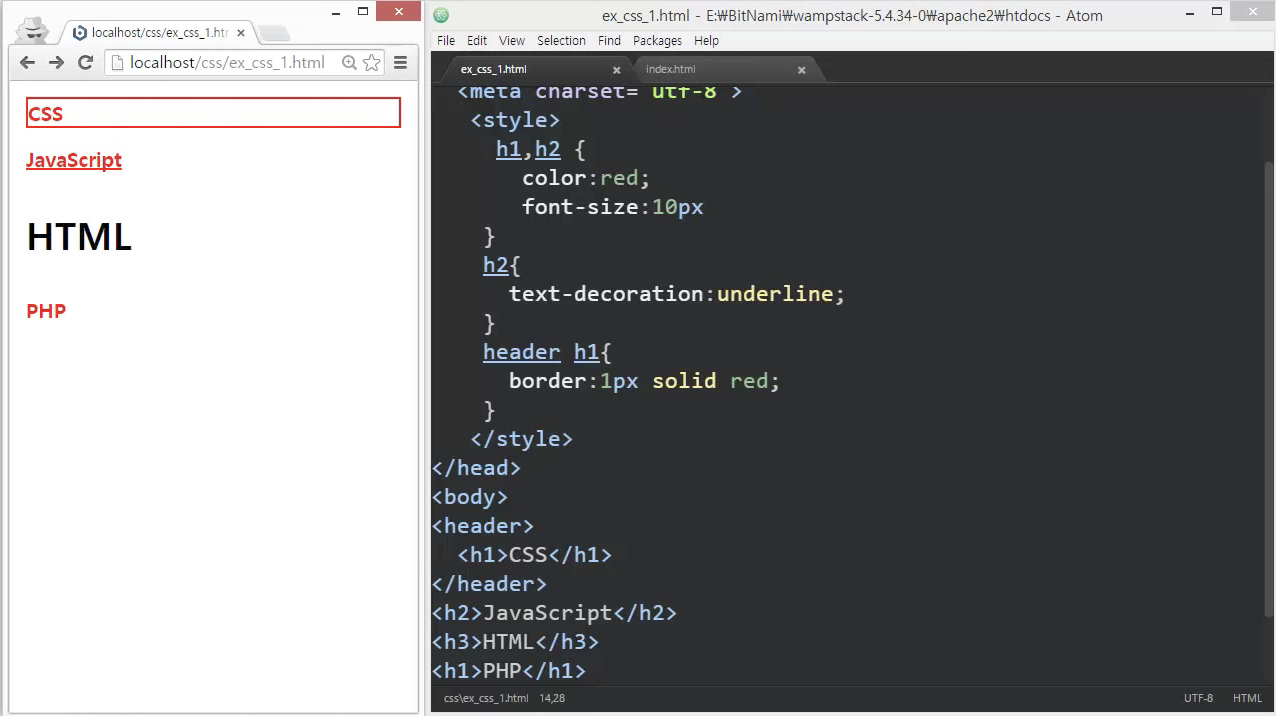 localhost/css/ex_css_1.htm
localhost/css/ex_css_1.html
CSS
JavaScript
HTML
PHP
ex_css_1.html - E:₩BitNami₩wampstack-5.4.34-0₩apache2₩htdocs - Atom
File Edit View Selection Find Packages Help
ex_css_1.html index.html
<meta charset="utf-8">
<style>
h1,h2 {
color:red;
font-size:10px
}
h2{
text-decoration:underline;
}
header h1{
border:1px solid red;
}
</style>
</head>
<body>
<header>
<h1>CSS</h1>
</header>
<h2>JavaScript</h2>
<h3>HTML</h3>
<h1>PHP</h1>
css\ex_css_1.html 14,28 UTF-8 HTML